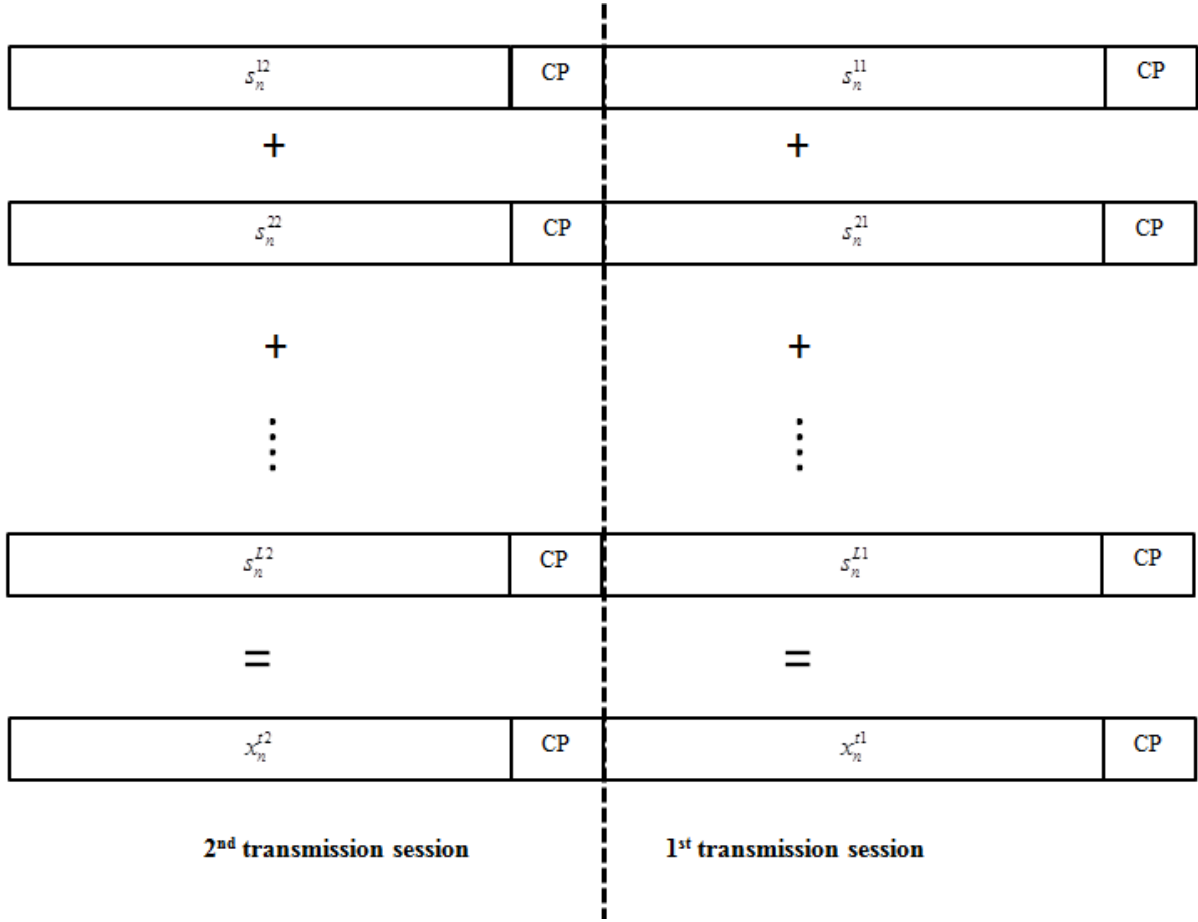 s_n^{12} CP s_n^{11} CP
+ +
s_n^{22} CP s_n^{21} CP
+ +
⋮ ⋮
s_n^{L2} CP s_n^{L1} CP
= =
x_n^{t2} CP x_n^{t1} CP
2nd transmission session 1st transmission session